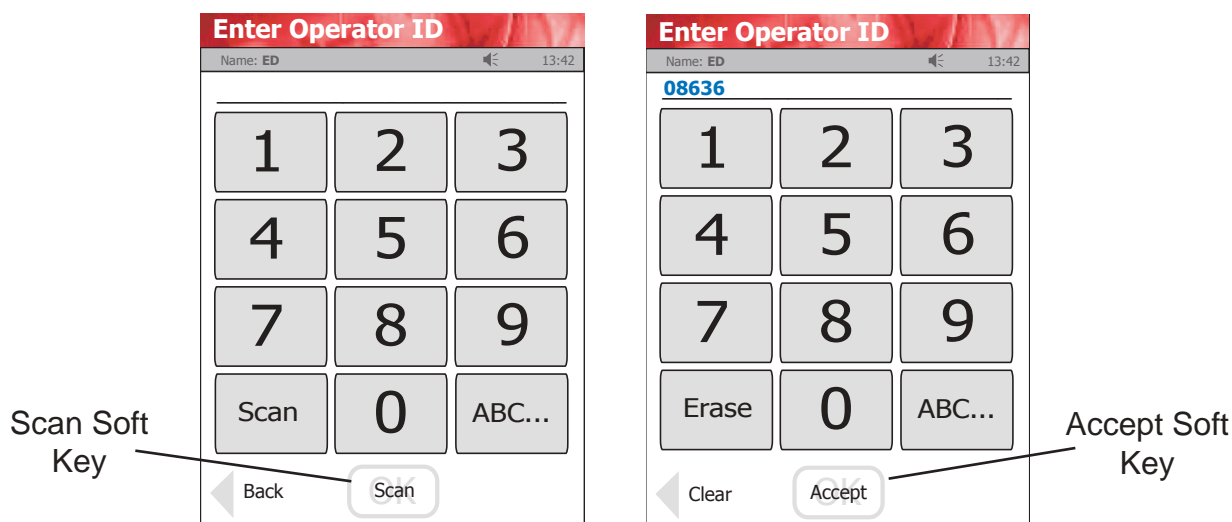 Enter Operator ID
Name: ED 13:42
1 2 3
4 5 6
7 8 9
Scan 0 ABC...
Back Scan
OK
Scan Soft
Key
Enter Operator ID
Name: ED 13:42
08636
1 2 3
4 5 6
7 8 9
Erase 0 ABC...
Clear Accept
OK
Accept Soft
Key